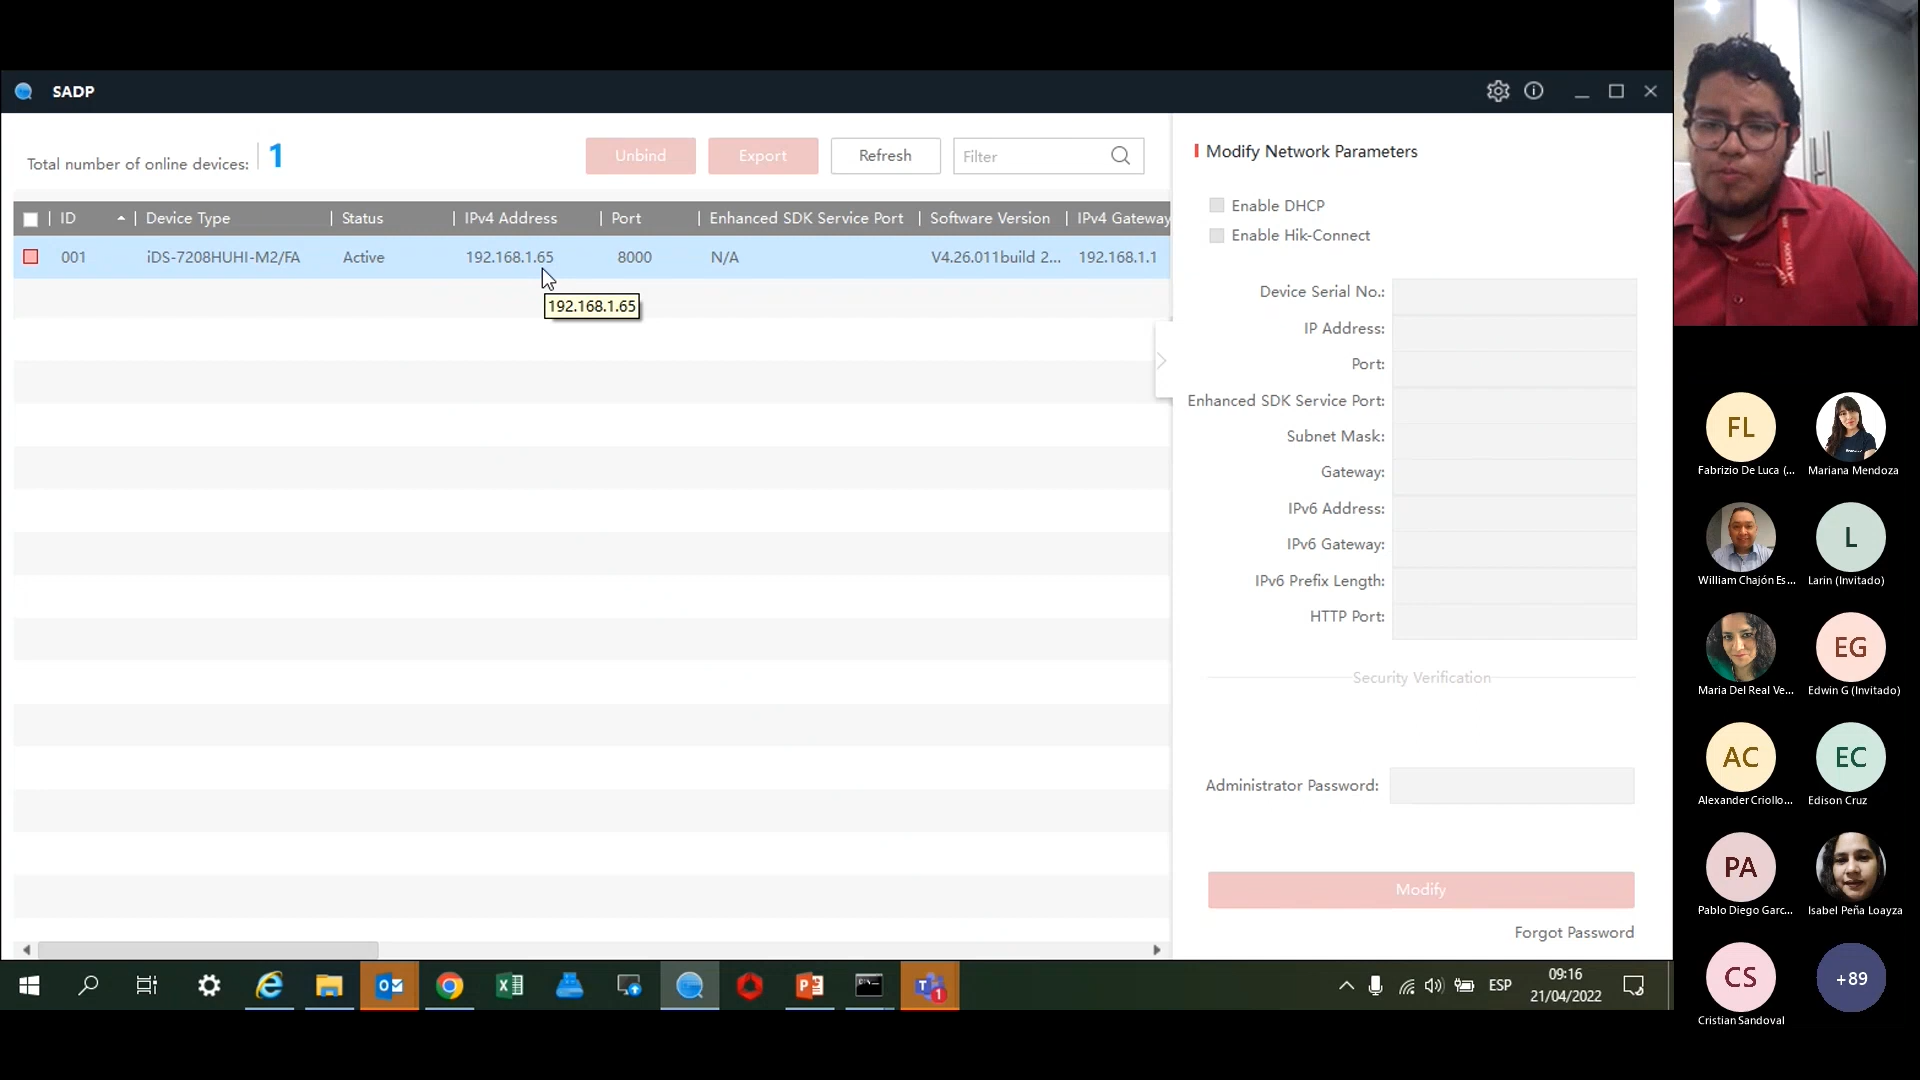 SADP
Total number of online devices: 1
Unbind
Export
Refresh
Filter
ID
Device Type
Status
IPv4 Address
Port
Enhanced SDK Service Port
Software Version
IPv4 Gateway
001
iDS-7208HUHI-M2/FA
Active
192.168.1.65
8000
N/A
V4.26.011build 2...
192.168.1.1
192.168.1.65
Modify Network Parameters
Enable DHCP
Enable Hik-Connect
Device Serial No.:
IP Address:
Port:
Enhanced SDK Service Port:
Subnet Mask:
Gateway:
IPv6 Address:
IPv6 Gateway:
IPv6 Prefix Length:
HTTP Port:
Security Verification
Administrator Password:
Modify
Forgot Password
FL
Fabrizio De Luca (...
Mariana Mendoza
William Chajón Es...
L
Larin (Invitado)
Maria Del Real Ve...
EG
Edwin G (Invitado)
AC
Alexander Criollo...
EC
Edison Cruz
PA
Pablo Diego Garc...
Isabel Peña Loayza
CS
Cristian Sandoval
+89
1
ESP
09:16
21/04/2022